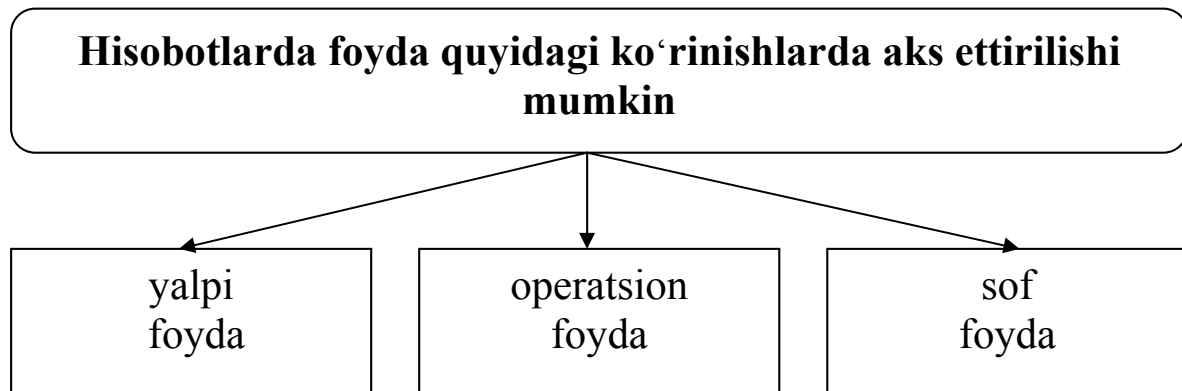 Hisobotlarda foyda quyidagi ko‘rinishlarda aks ettirilishi
mumkin
yalpi
foyda
operatsion
foyda
sof
foyda